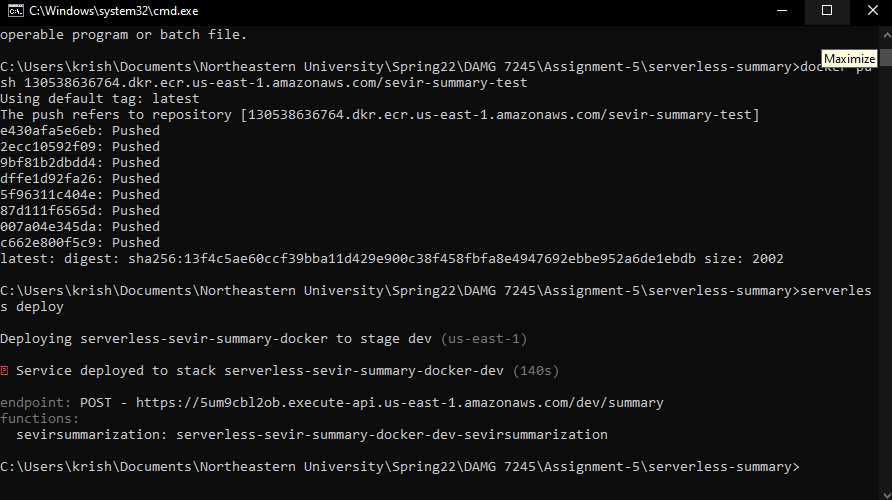 C:\Windows\system32\cmd.exe
operable program or batch file.
C:\Users\krish\Documents\Northeastern University\Spring22\DAMG 7245\Assignment-5\serverless-summary>docker pu
Maximize
sh 130538636764.dkr.ecr.us-east-1.amazonaws.com/sevir-summary-test
Using default tag: latest
The push refers to repository [130538636764.dkr.ecr.us-east-1.amazonaws.com/sevir-summary-test]
e430afa5e6eb: Pushed
2ecc10592f09: Pushed
9bf81b2dbdd4: Pushed
dffe1d92fa26: Pushed
5f96311c404e: Pushed
87d111f6565d: Pushed
007a04e345da: Pushed
c662e800f5c9: Pushed
latest: digest: sha256:13f4c5ae60ccf39bba11d429e900c38f458fbfa8e4947692ebbe952a6de1ebdb size: 2002
C:\Users\krish\Documents\Northeastern University\Spring22\DAMG 7245\Assignment-5\serverless-summary>serverles
s deploy
Deploying serverless-sevir-summary-docker to stage dev (us-east-1)
Service deployed to stack serverless-sevir-summary-docker-dev (140s)
endpoint: POST - https://5um9cbl2ob.execute-api.us-east-1.amazonaws.com/dev/summary
functions:
sevirsummarization: serverless-sevir-summary-docker-dev-sevirsummarization
C:\Users\krish\Documents\Northeastern University\Spring22\DAMG 7245\Assignment-5\serverless-summary>